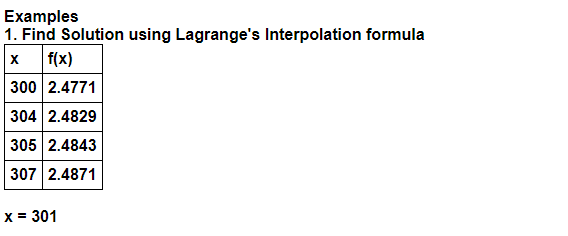 Examples
1. Find Solution using Lagrange's Interpolation formula
x f(x)
300 2.4771
304 2.4829
305 2.4843
307 2.4871
x = 301